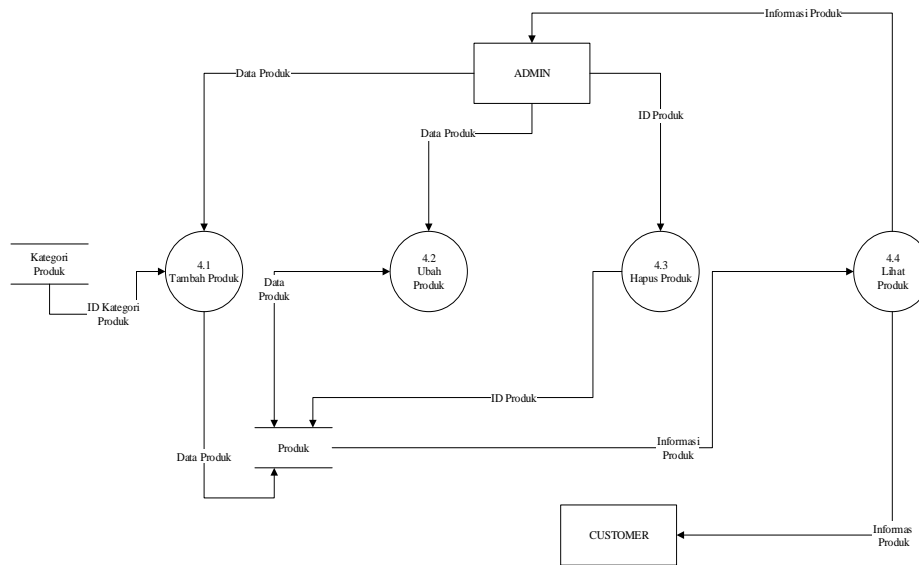 Informasi Produk
ADMIN
Data Produk
ID Produk
Data Produk
Kategori
Produk
4.1
Tambah Produk
4.2
Ubah
Produk
4.3
Hapus Produk
4.4
Lihat
Produk
Data
Produk
ID Kategori
Produk
ID Produk
Produk
Informasi
Produk
Data Produk
CUSTOMER
Informas
Produk